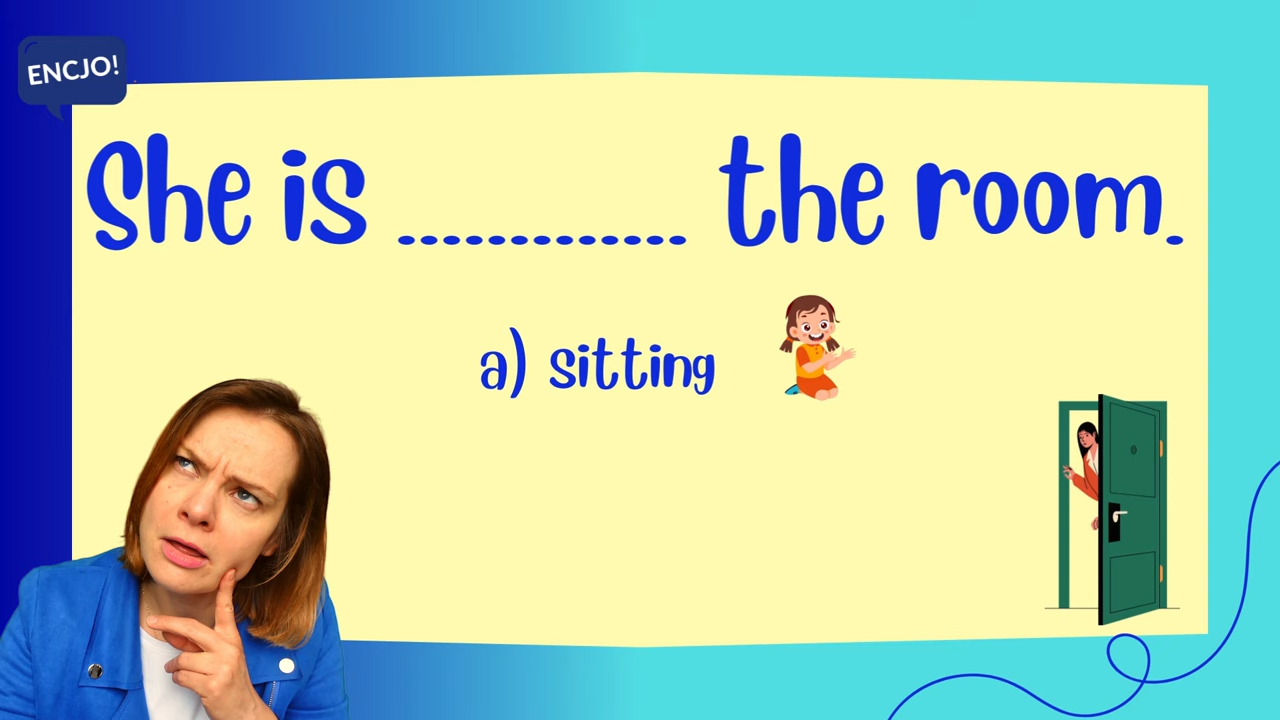 ENCJO!
She is ............. the room.
a) sitting